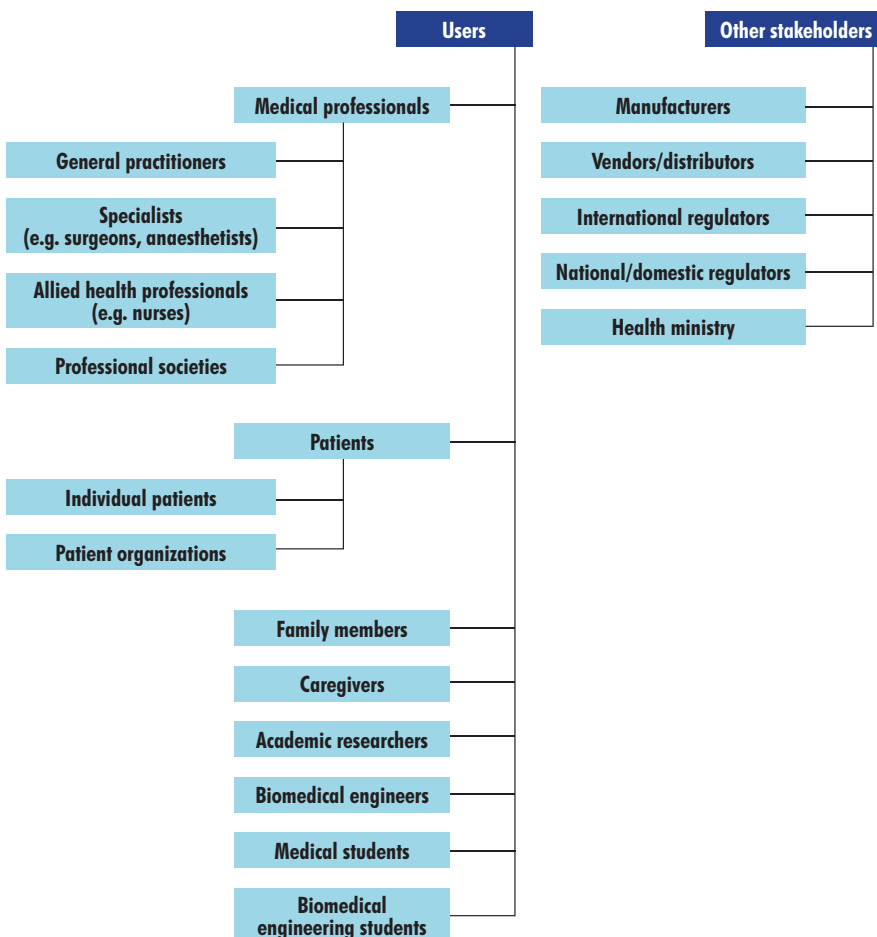 Users
Other stakeholders
Medical professionals
General practitioners
Specialists
(e.g. surgeons, anaesthetists)
Allied health professionals
(e.g. nurses)
Professional societies
Patients
Individual patients
Patient organizations
Family members
Caregivers
Academic researchers
Biomedical engineers
Medical students
Biomedical
engineering students
Manufacturers
Vendors/distributors
International regulators
National/domestic regulators
Health ministry